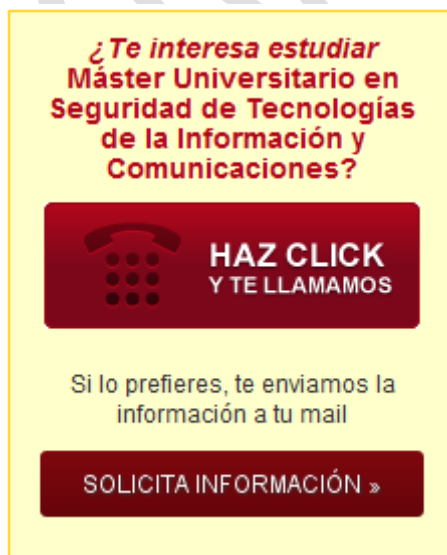 ¿Te interesa estudiar
Máster Universitario en
Seguridad de Tecnologías
de la Información y
Comunicaciones?
HAZ CLICK
Y TE LLAMAMOS
Si lo prefieres, te enviamos la
información a tu mail
SOLICITA INFORMACIÓN »